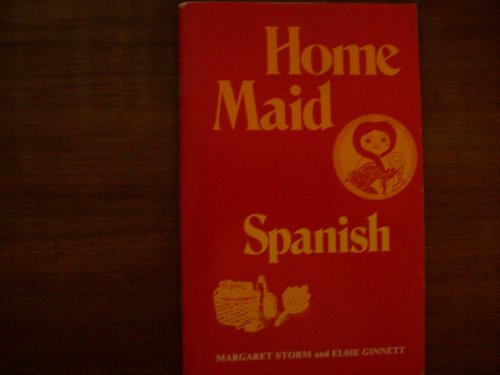 Home
Maid
Spanish
MARGARET STORM and ELSIE GINNETT